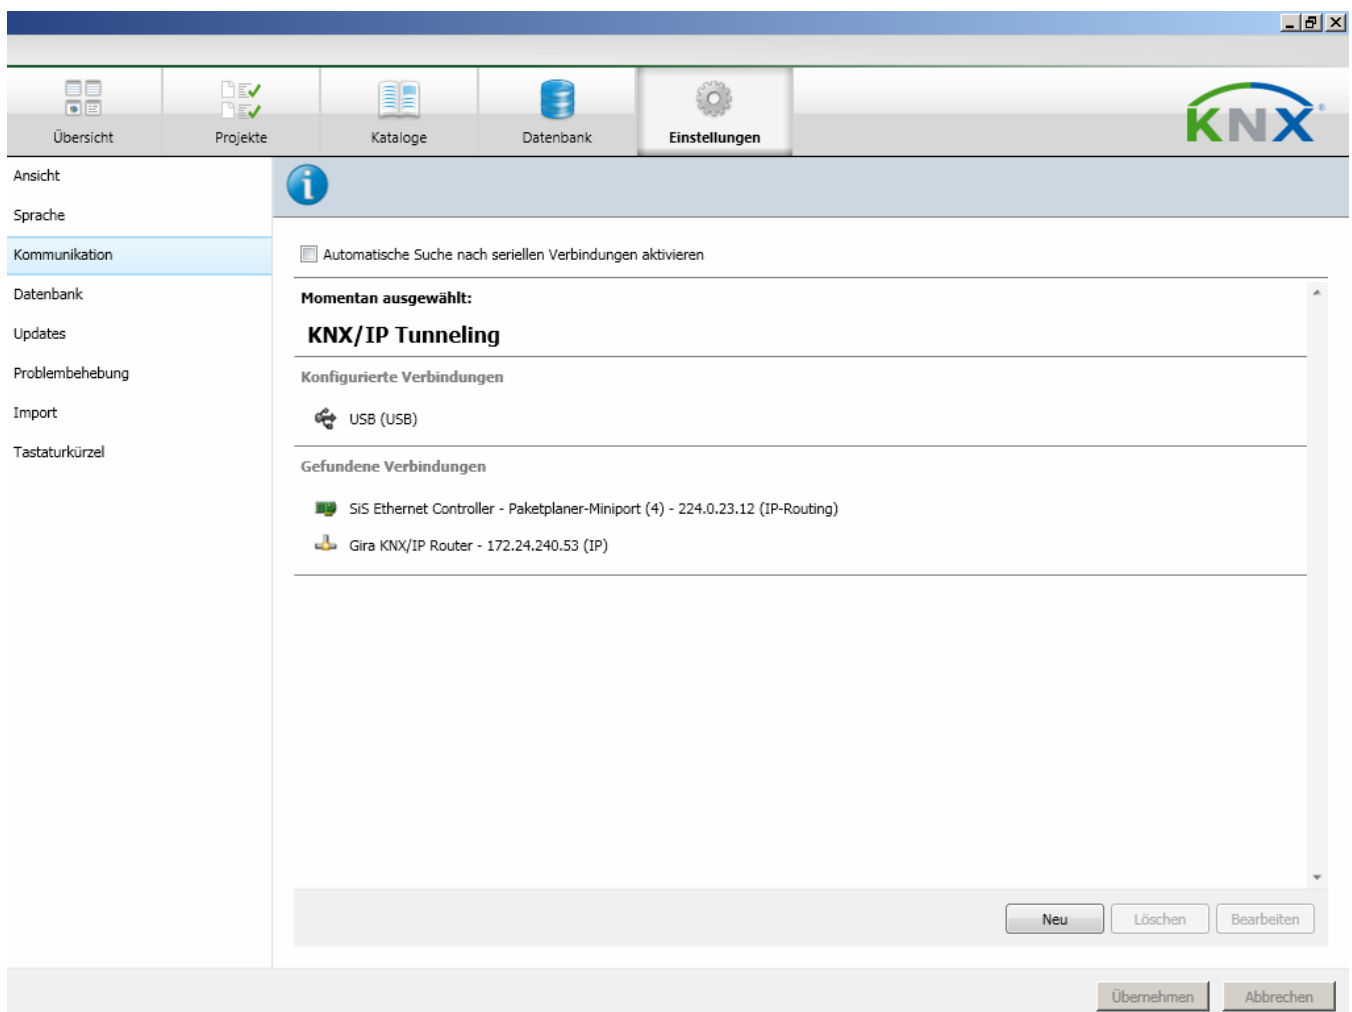 Übersicht
Projekte
Kataloge
Datenbank
Einstellungen
KNX®
Ansicht
Sprache
Kommunikation
Datenbank
Updates
Problembehebung
Import
Tastaturkürzel
Automatische Suche nach seriellen Verbindungen aktivieren
Momentan ausgewählt:
KNX/IP Tunneling
Konfigurierte Verbindungen
USB (USB)
Gefundene Verbindungen
SiS Ethernet Controller - Paketplaner-Miniport (4) - 224.0.23.12 (IP-Routing)
Gira KNX/IP Router - 172.24.240.53 (IP)
Neu
Löschen
Bearbeiten
Übernehmen
Abbrechen